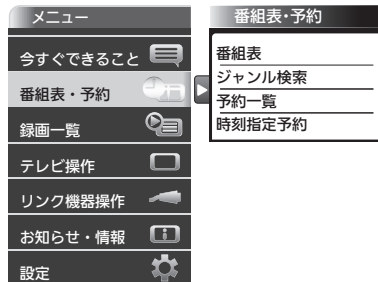 メニュー
今すぐできること
番組表・予約
録画一覧
テレビ操作
リンク機器操作
お知らせ・情報
設定
番組表・予約
番組表
ジャンル検索
予約一覧
時刻指定予約